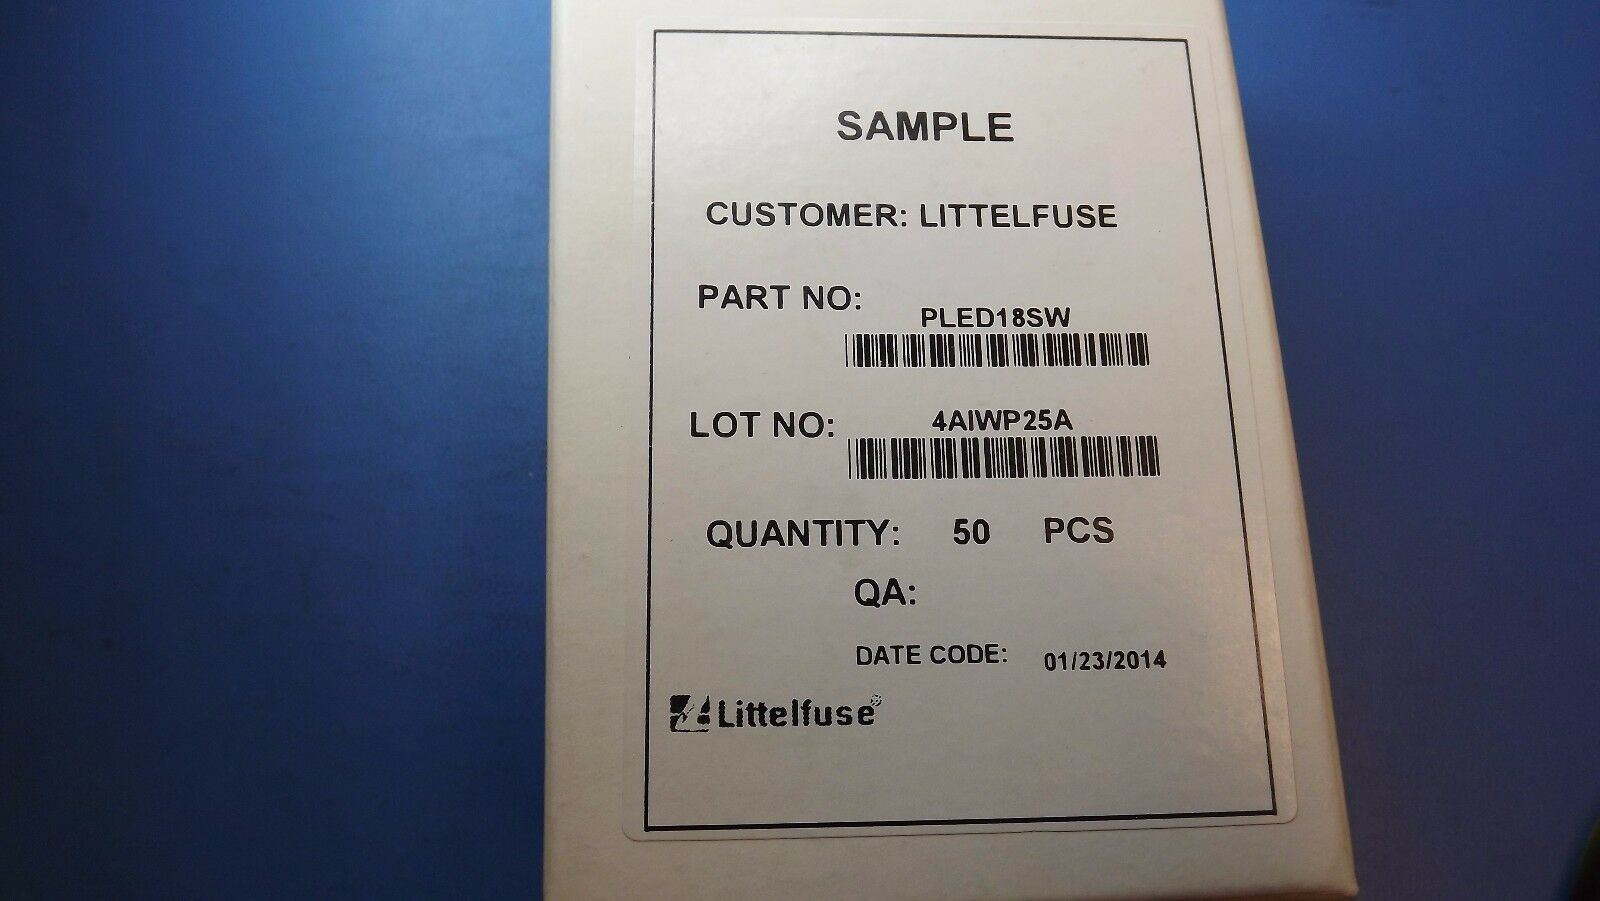 SAMPLE
CUSTOMER: LITTELFUSE
PART NO:
PLED18SW
LOT NO:
4AIWP25A
QUANTITY: 50 PCS
QA:
DATE CODE: 01/23/2014
Littelfuse®